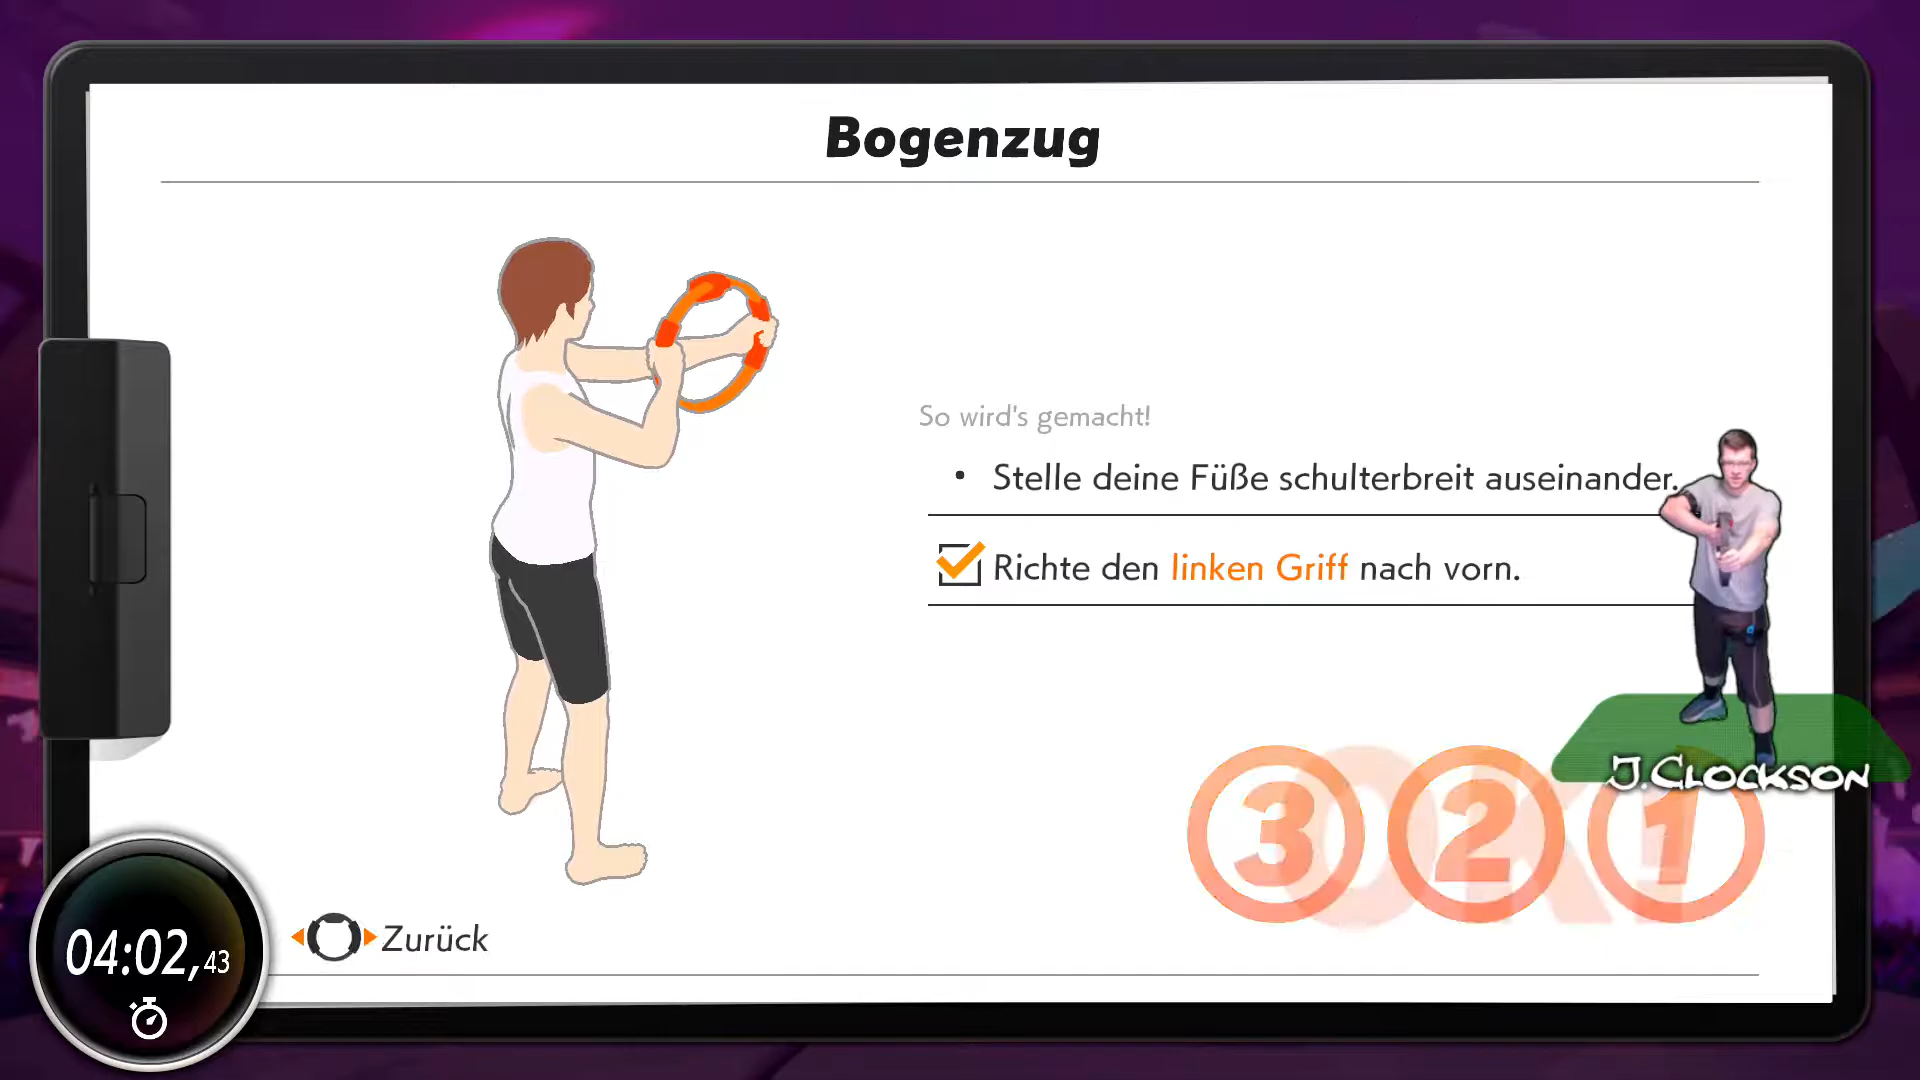 Bogenzug
So wird's gemacht!
• Stelle deine Füße schulterbreit auseinander.
Richte den linken Griff nach vorn.
J.Clockson
3 2 1
OK!
Zurück
04:02,43